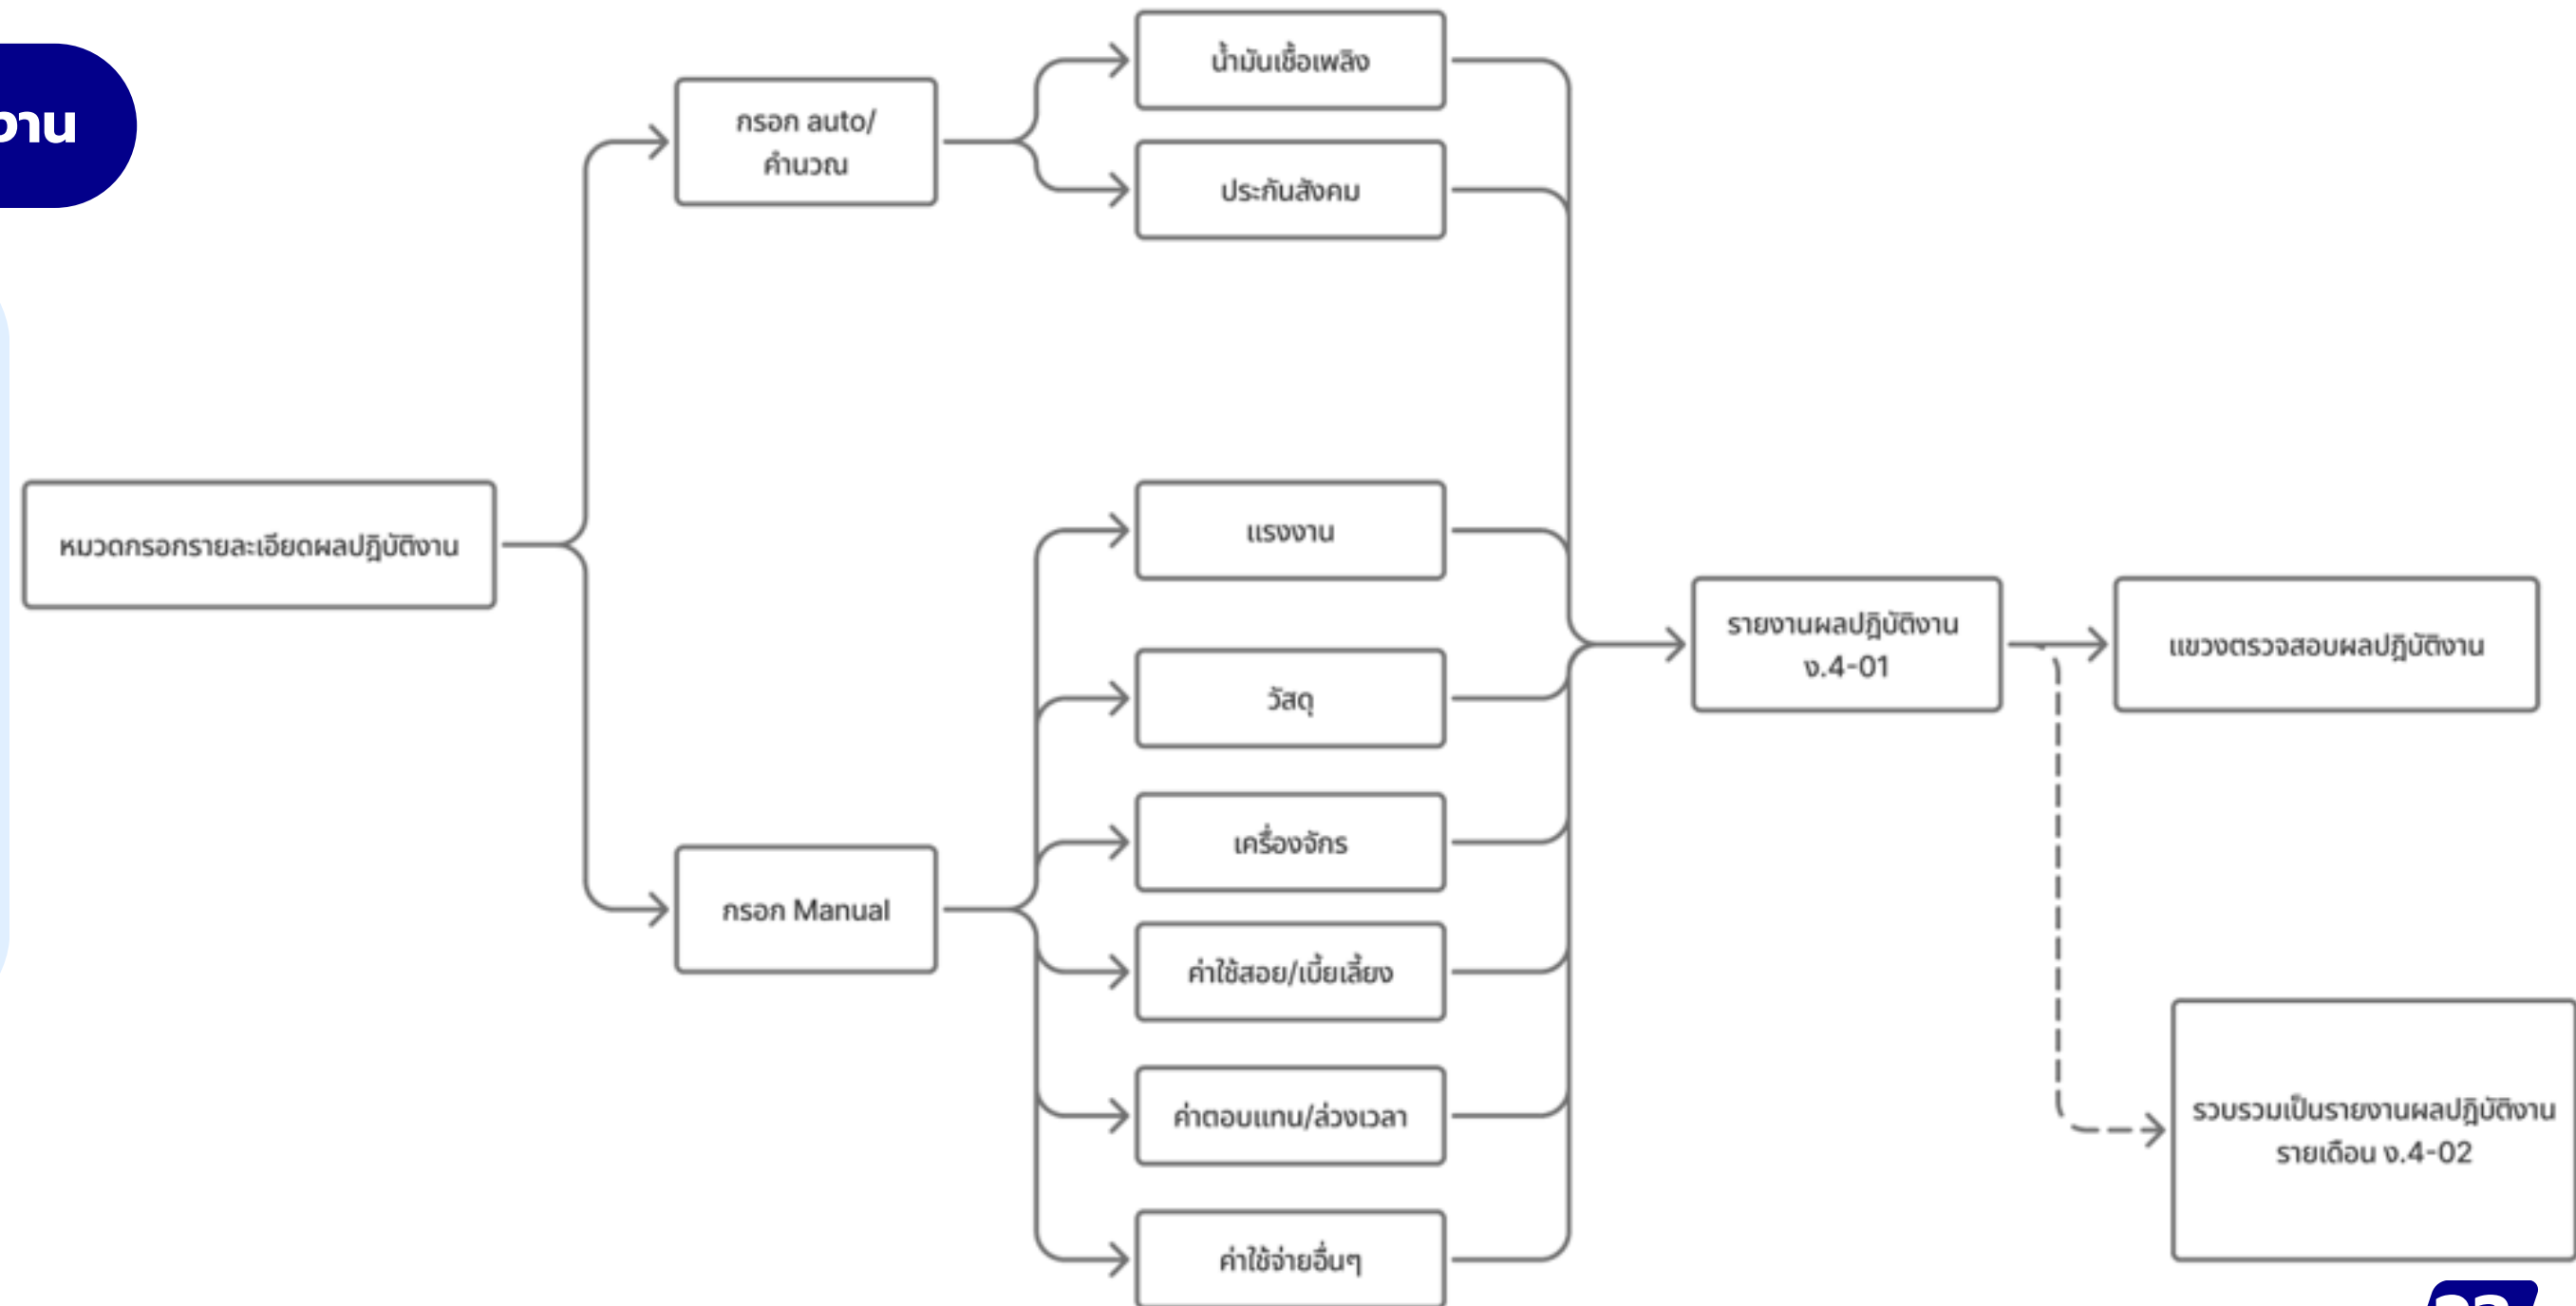 น้ำมันเชื้อเพลิง
กรอก auto/
คำนวณ
ประกันสังคม
หมวดกรอกรายละเอียดผลปฏิบัติงาน
แรงงาน
วัสดุ
เครื่องจักร
กรอก Manual
ค่าใช้สอย/เบี้ยเลี้ยง
ค่าตอบแทน/ล่วงเวลา
ค่าใช้จ่ายอื่นๆ
รายงานผลปฏิบัติงาน
ง.4-01
แขวงตรวจสอบผลปฏิบัติงาน
รวบรวมเป็นรายงานผลปฏิบัติงาน
รายเดือน ง.4-02